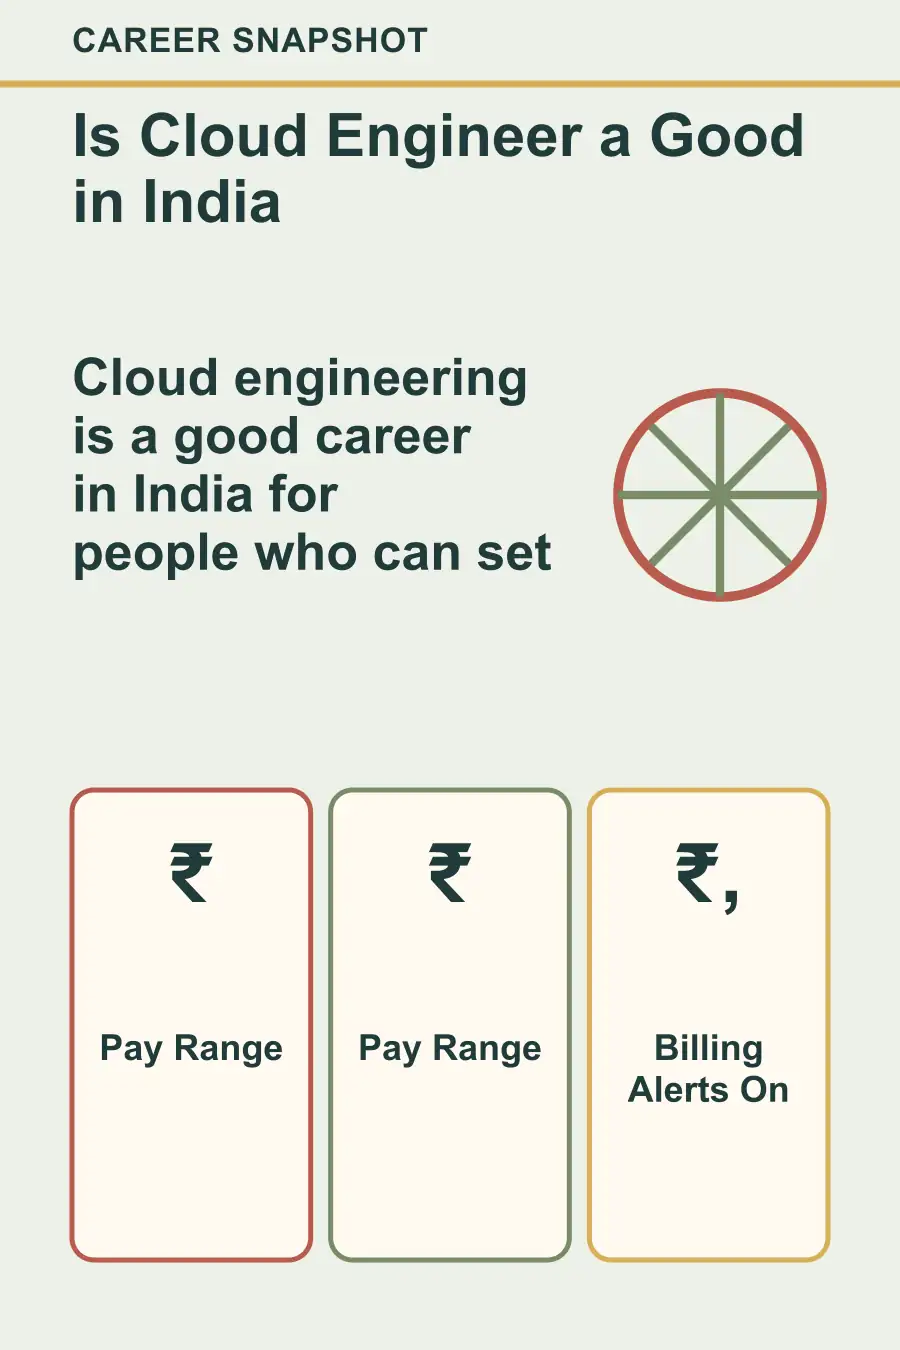 CAREER SNAPSHOT
Is Cloud Engineer a Good
in India
Cloud engineering
is a good career
in India for
people who can set
₹
Pay Range
₹
Pay Range
₹,
Billing
Alerts On